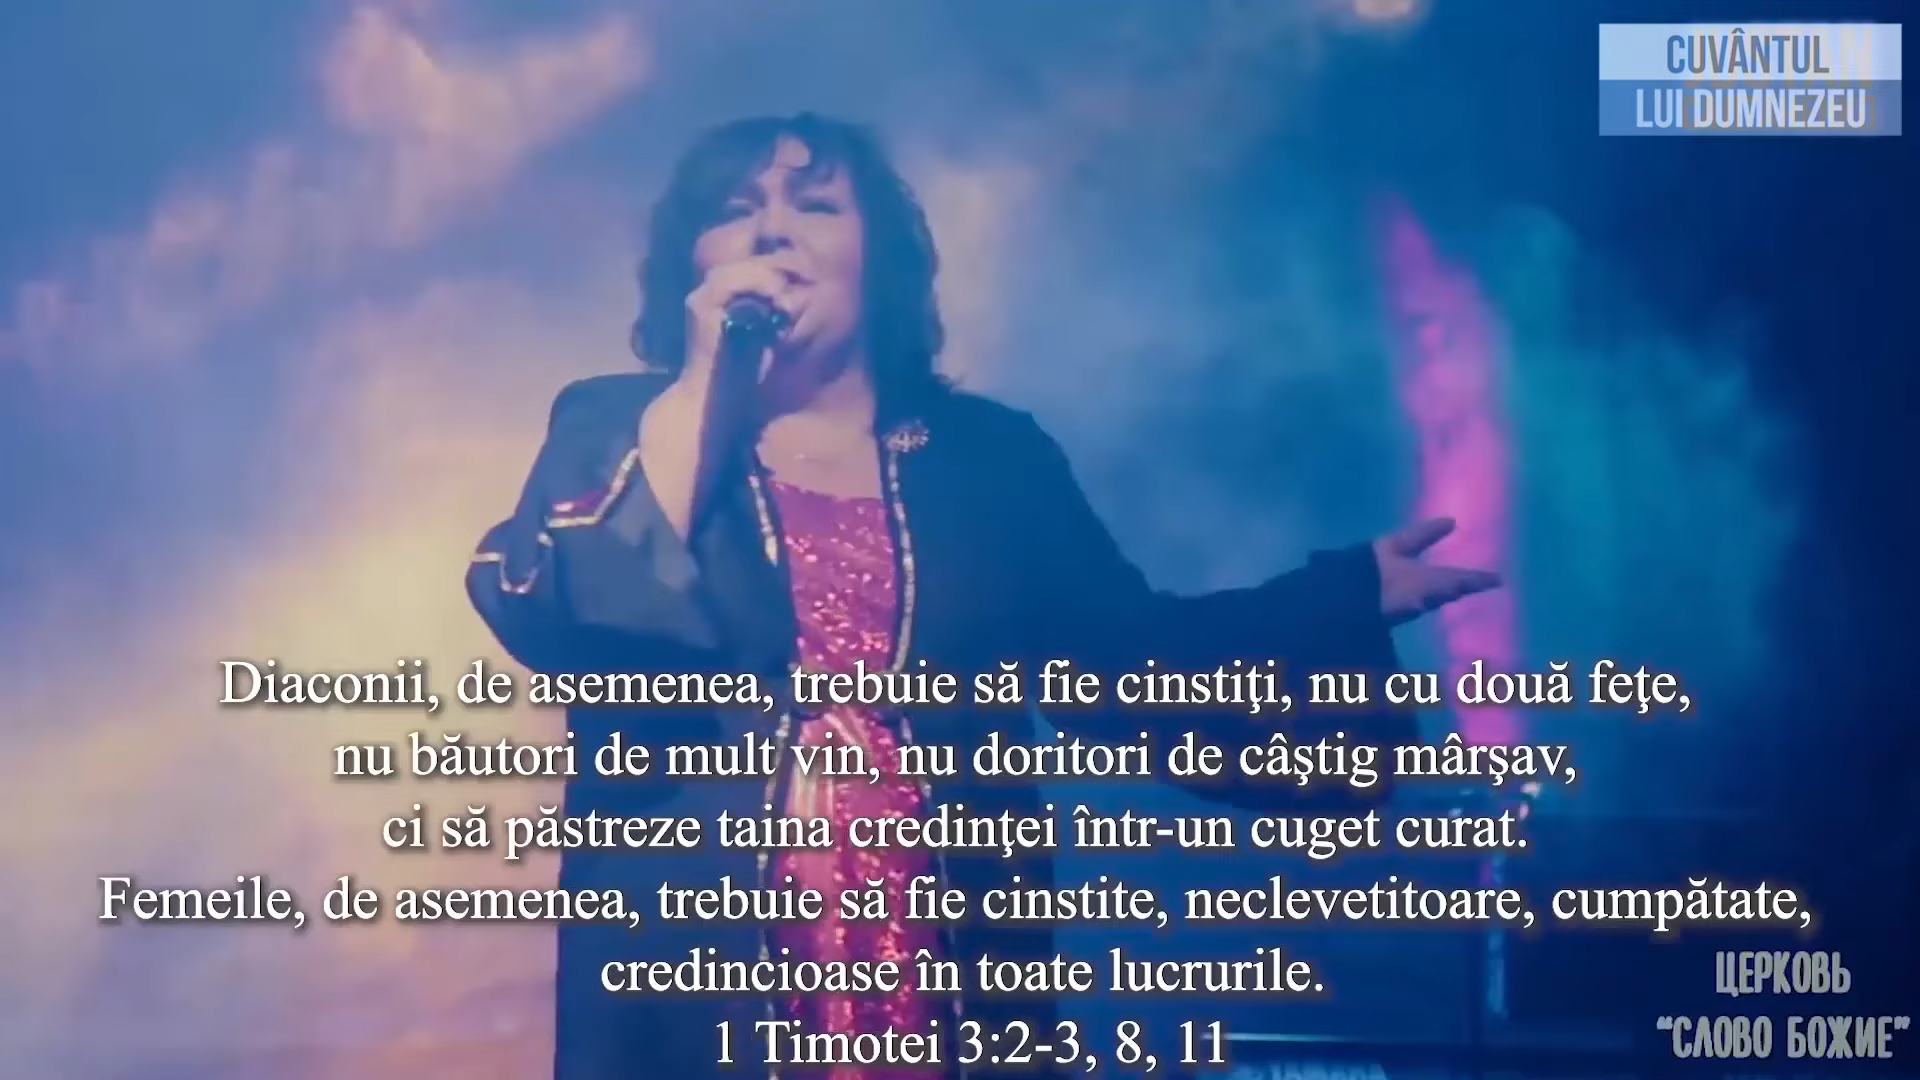 CUVÂNTUL
LUI DUMNEZEU
Diaconii, de asemenea, trebuie să fie cinstiţi, nu cu două feţe,
nu băutori de mult vin, nu doritori de câştig mârşav,
ci să păstreze taina credinţei într-un cuget curat.
Femeile, de asemenea, trebuie să fie cinstite, neclevetitoare, cumpătate,
credincioase în toate lucrurile.
1 Timotei 3:2-3, 8, 11
ЦЕРКОВЬ
“СЛОВО БОЖИЕ”